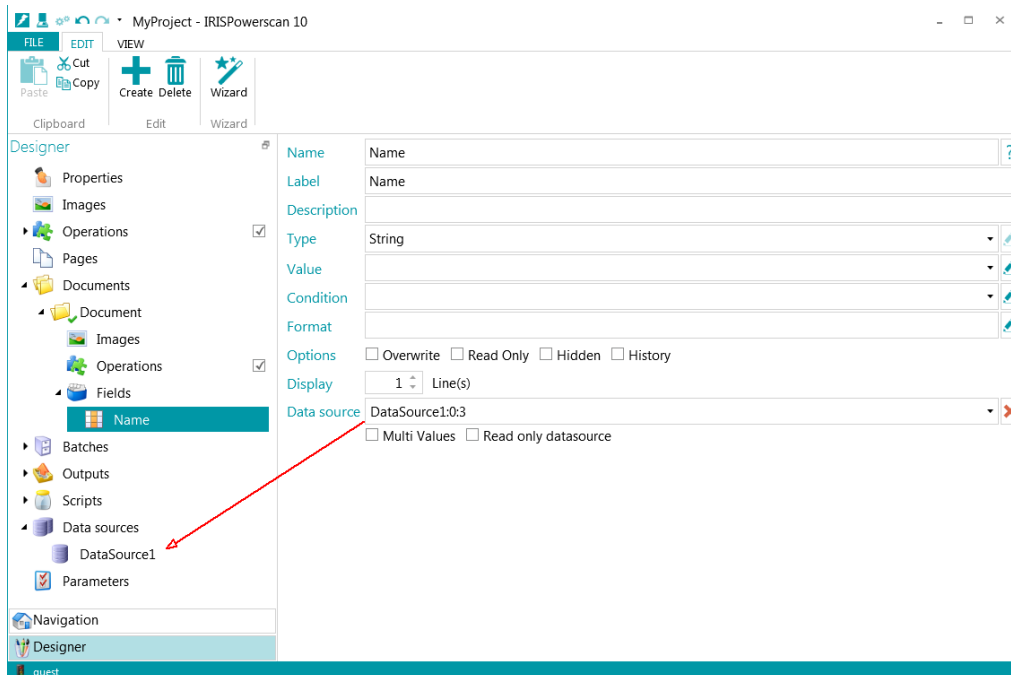 MyProject - IRISPowerscan 10
FILE EDIT VIEW
Paste Cut Copy Create Delete Wizard
Clipboard Edit Wizard
Designer
Properties
Images
Operations
Pages
Documents
Document
Images
Operations
Fields
Name
Batches
Outputs
Scripts
Data sources
DataSource1
Parameters
Navigation
Designer
guest
Name Name ?
Label Name
Description
Type String
Value
Condition
Format
Options Overwrite Read Only Hidden History
Display 1 Line(s)
Data source DataSource1:0:3
Multi Values Read only datasource